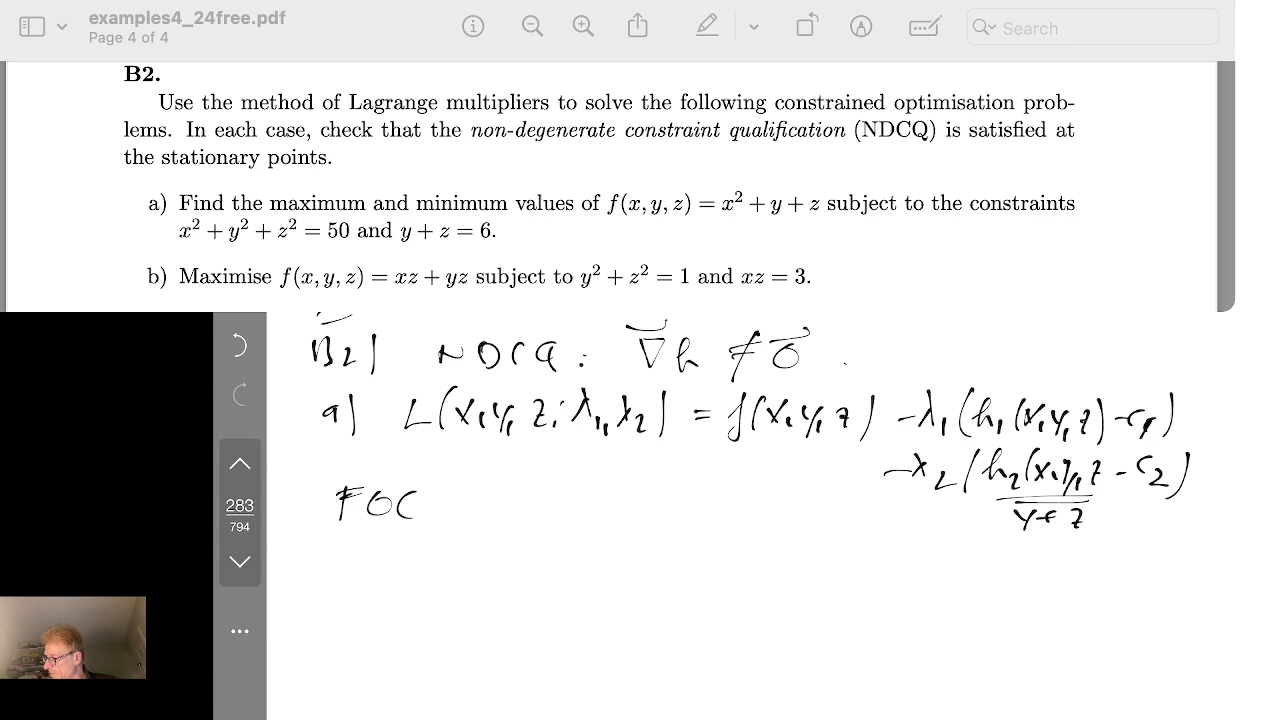 examples4_24free.pdf
Page 4 of 4
Search
B2.
Use the method of Lagrange multipliers to solve the following constrained optimisation prob-
lems. In each case, check that the non-degenerate constraint qualification (NDCQ) is satisfied at
the stationary points.
a) Find the maximum and minimum values of f(x, y, z) = x² + y + z subject to the constraints
x² + y² + z² = 50 and y + z = 6.
b) Maximise f(x, y, z) = xz + yz subject to y² + z² = 1 and xz = 3.
B2) NDCQ: ∇h ≠ 0.
a) L(x, y, z; λ₁, λ₂) = f(x, y, z) − λ₁(h₁(x, y, z) − c₁)
− λ₂(h₂(x, y, z − c₂)
y + z
FOC
283
794